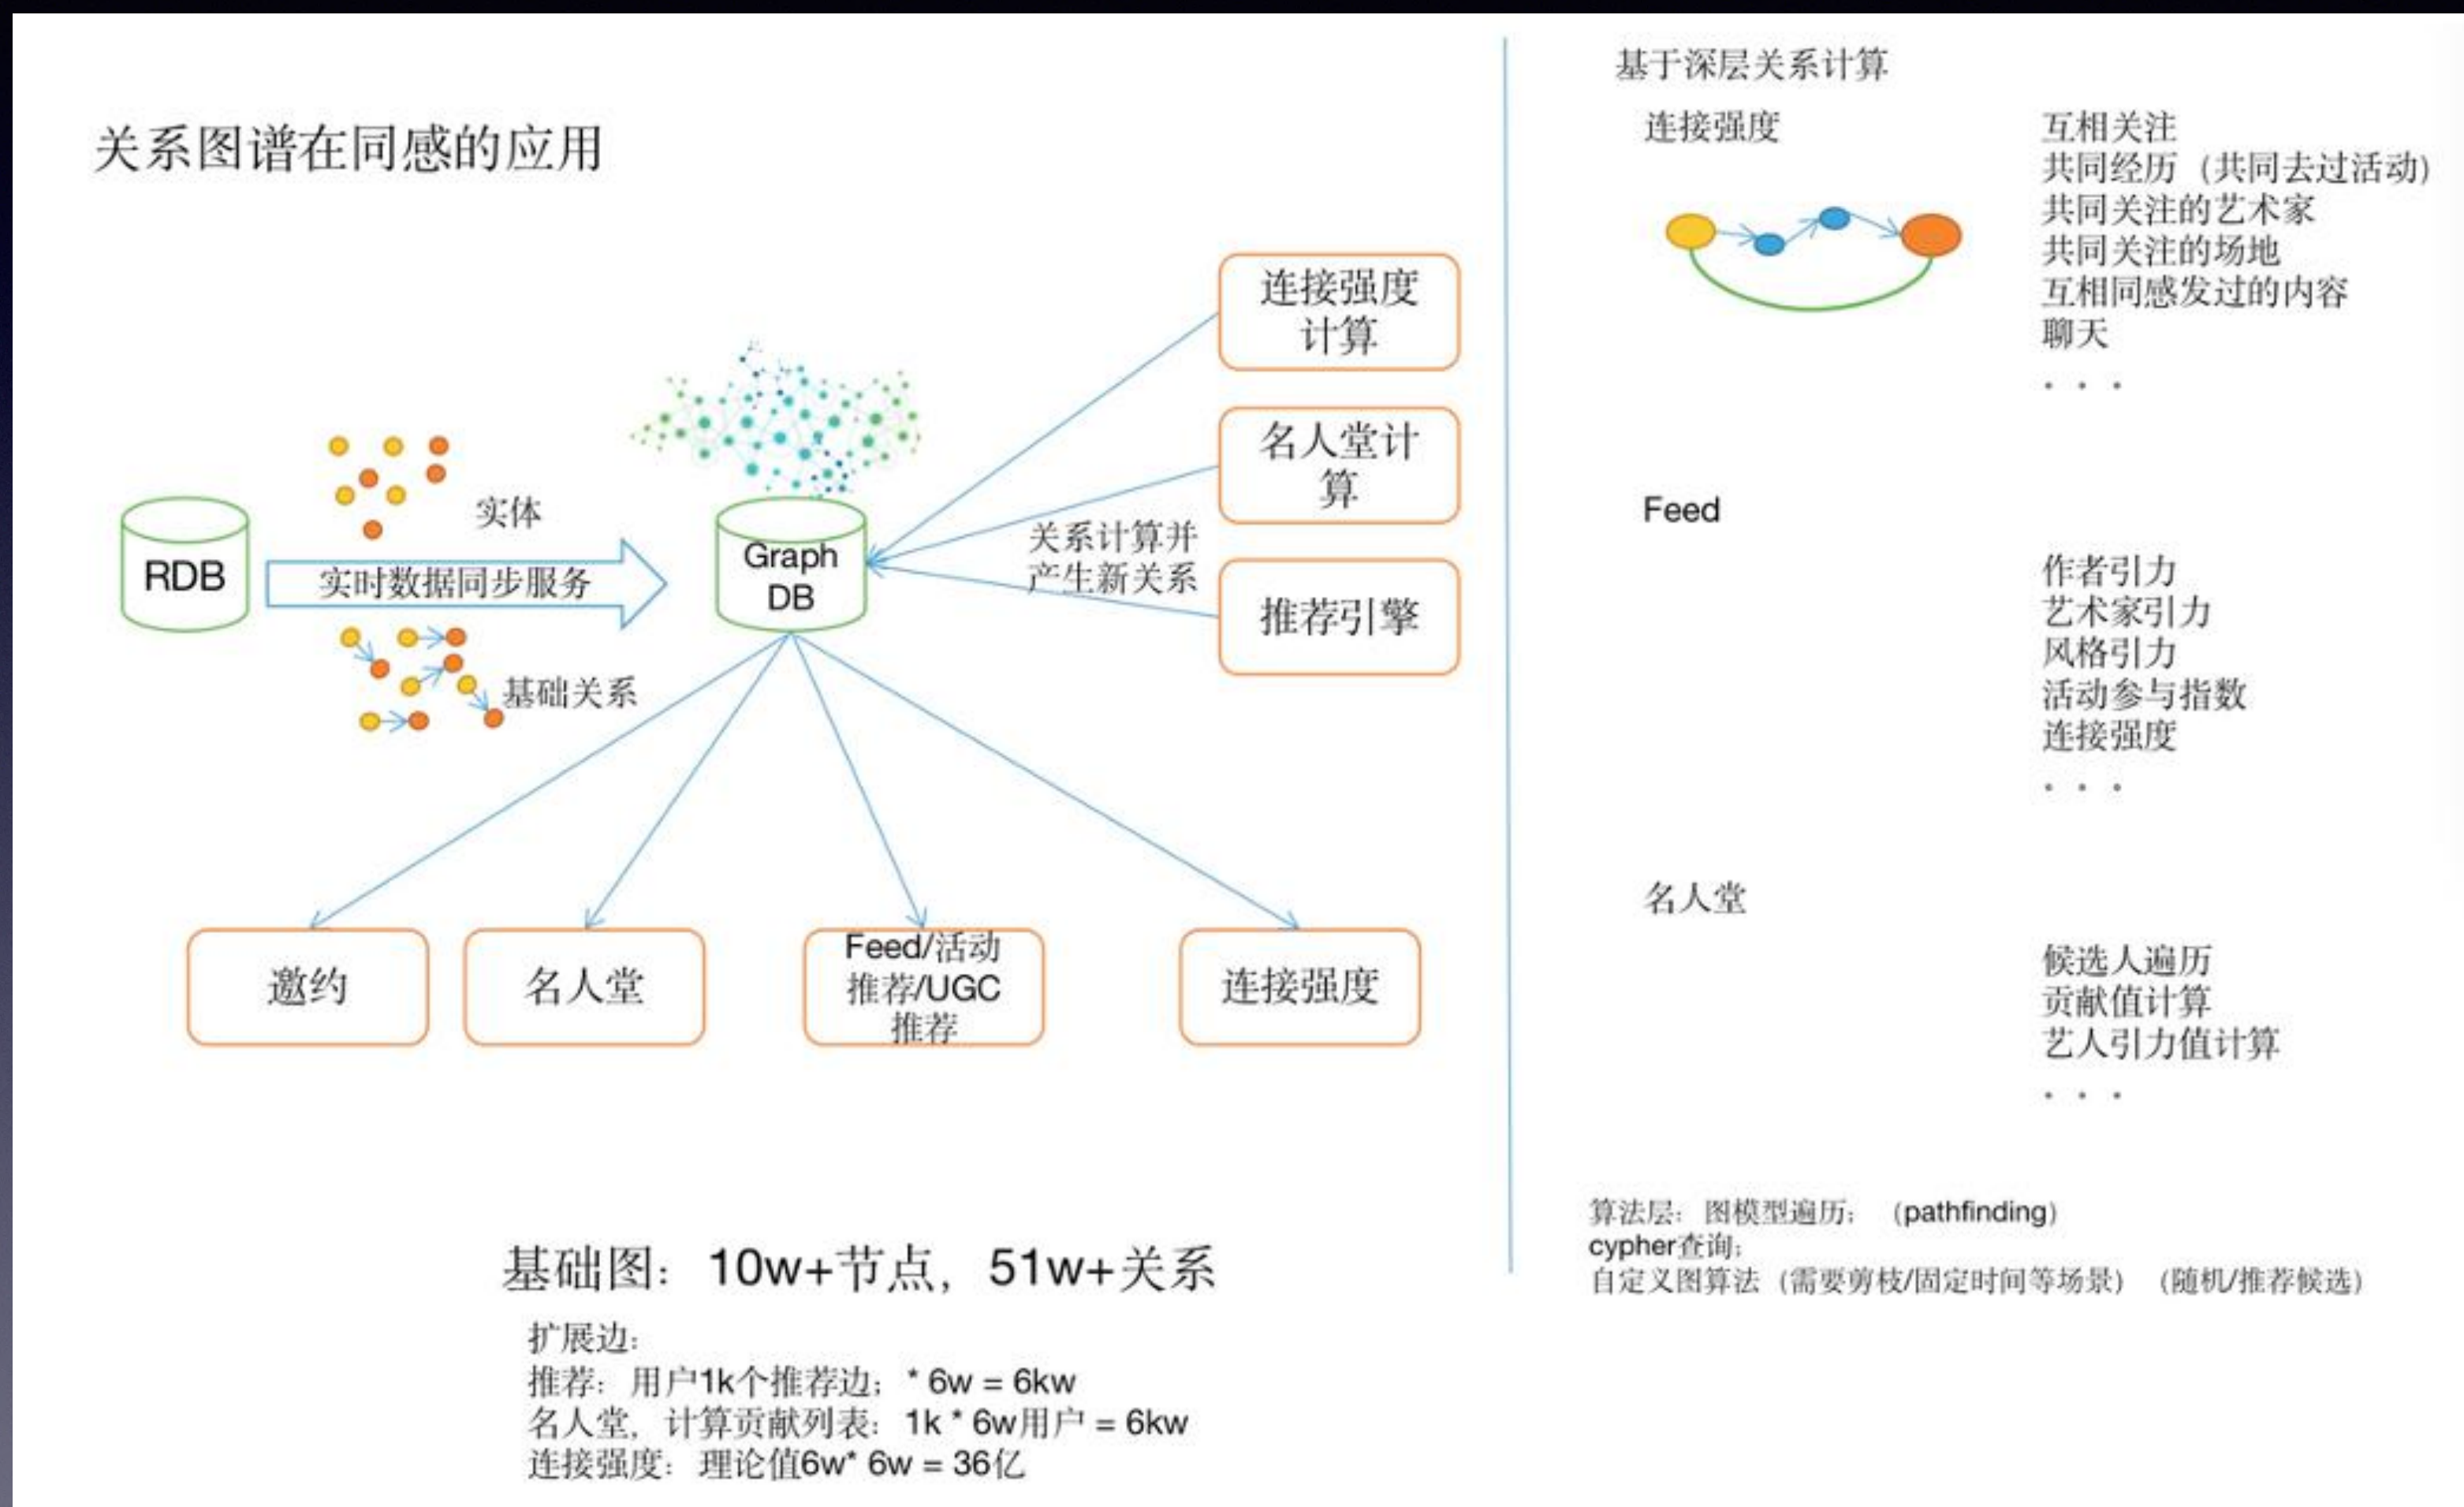 关系图谱在同感的应用
实体
RDB
实时数据同步服务
基础关系
Graph
DB
关系计算并
产生新关系
连接强度
计算
名人堂计
算
推荐引擎
邀约
名人堂
Feed/活动
推荐/UGC
推荐
连接强度
基础图：10w+节点，51w+关系
扩展边：
推荐：用户1k个推荐边；* 6w = 6kw
名人堂，计算贡献列表：1k * 6w用户 = 6kw
连接强度：理论值6w* 6w = 36亿
基于深层关系计算
连接强度
互相关注
共同经历（共同去过活动）
共同关注的艺术家
共同关注的场地
互相同感发过的内容
聊天
. . .
Feed
作者引力
艺术家引力
风格引力
活动参与指数
连接强度
. . .
名人堂
候选人遍历
贡献值计算
艺人引力值计算
. . .
算法层：图模型遍历；（pathfinding）
cypher查询；
自定义图算法（需要剪枝/固定时间等场景）（随机/推荐候选）